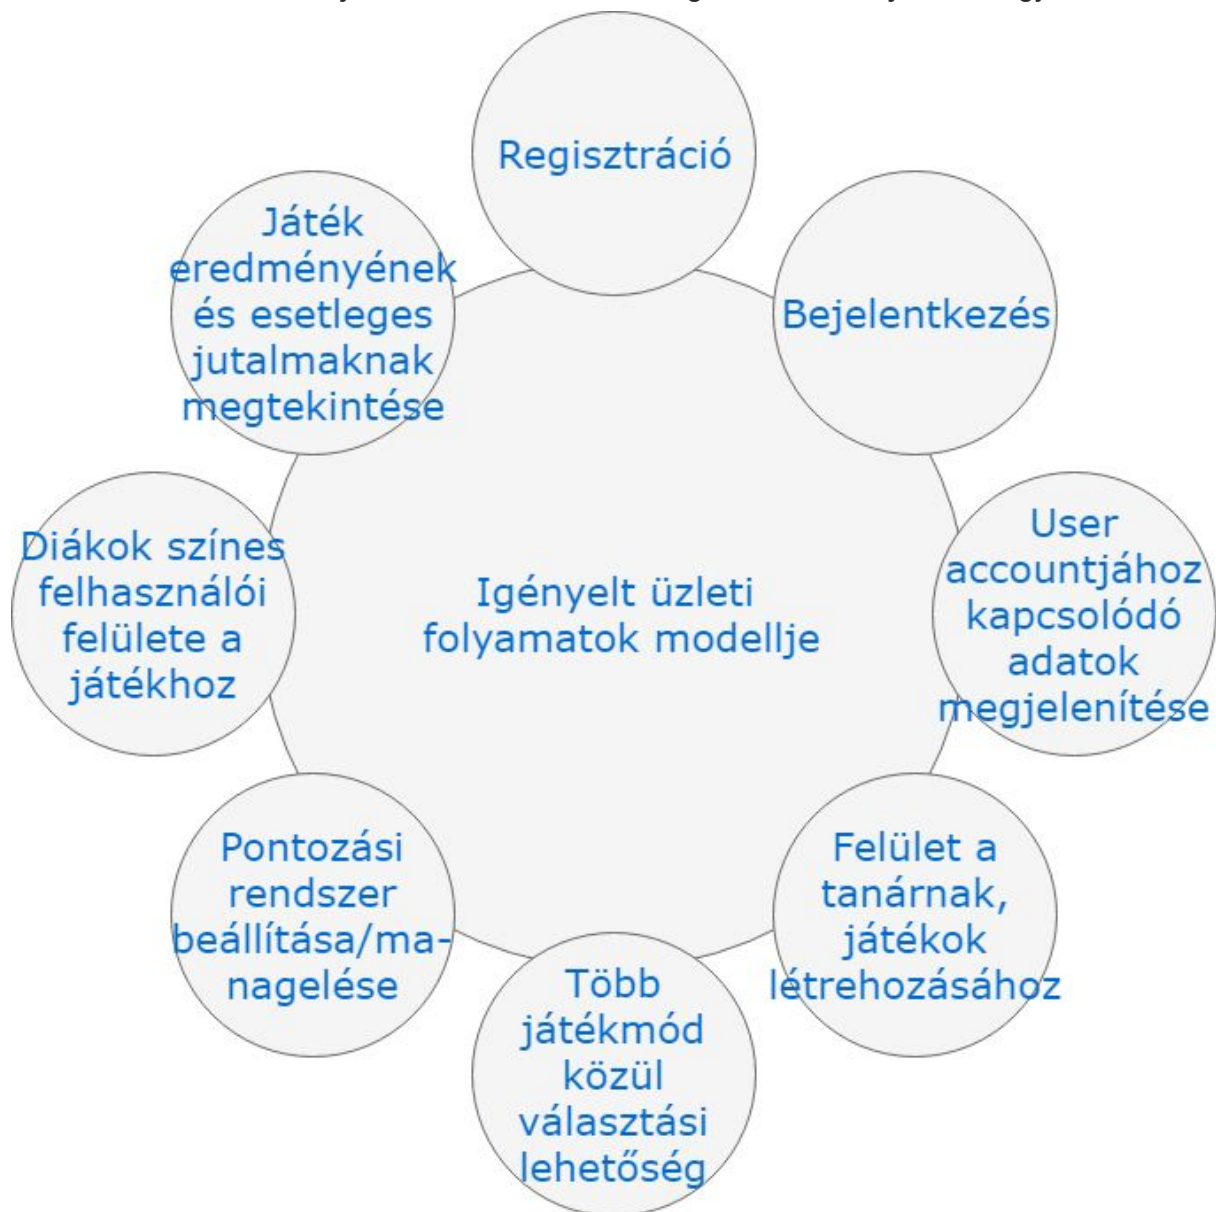 Regisztráció
Bejelentkezés
User
accountjához
kapcsolódó
adatok
megjelenítése
Felület a
tanárnak,
játékok
létrehozásához
Több
játékmód
közül
választási
lehetőség
Pontozási
rendszer
beállítása/ma-
nagelése
Diákok színes
felhasználói
felülete a
játékhoz
Játék
eredményének
és esetleges
jutalmaknak
megtekintése
Igényelt üzleti
folyamatok modellje